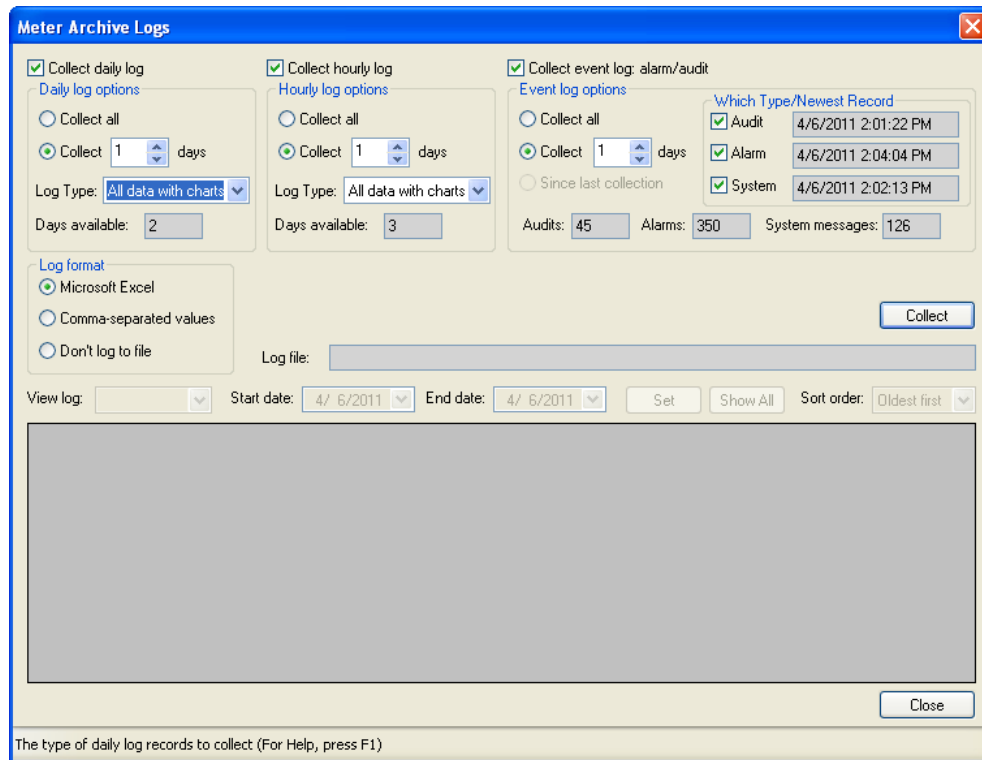 Meter Archive Logs
Collect daily log
Collect hourly log
Collect event log: alarm/audit
Daily log options
Collect all
Collect 1 days
Log Type: All data with charts
Days available: 2
Hourly log options
Collect all
Collect 1 days
Log Type: All data with charts
Days available: 3
Event log options
Collect all
Collect 1 days
Since last collection
Which Type/Newest Record
Audit 4/6/2011 2:01:22 PM
Alarm 4/6/2011 2:04:04 PM
System 4/6/2011 2:02:13 PM
Audits: 45 Alarms: 350 System messages: 126
Log format
Microsoft Excel
Comma-separated values
Don't log to file
Collect
Log file:
View log: Start date: 4/ 6/2011 End date: 4/ 6/2011 Set Show All Sort order: Oldest first
Close
The type of daily log records to collect (For Help, press F1)